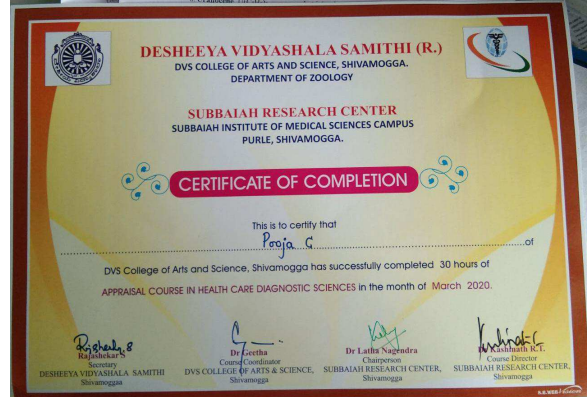 DESHEEYA VIDYASHALA SAMITHI (R.)
DVS COLLEGE OF ARTS AND SCIENCE, SHIVAMOGGA.
DEPARTMENT OF ZOOLOGY
SUBBAIAH RESEARCH CENTER
SUBBAIAH INSTITUTE OF MEDICAL SCIENCES CAMPUS
PURLE, SHIVAMOGGA.
CERTIFICATE OF COMPLETION
This is to certify that
Pooja G
of
DVS College of Arts and Science, Shivamogga has successfully completed 30 hours of
APPRAISAL COURSE IN HEALTH CARE DIAGNOSTIC SCIENCES in the month of March 2020.
Rajashekar S
Secretary
DESHEEYA VIDYASHALA SAMITHI
Shivamoggaa
Dr Geetha
Course Coordinator
DVS COLLEGE OF ARTS & SCIENCE,
Shivamogga
Dr Latha Nagendra
Chairperson
SUBBAIAH RESEARCH CENTER,
Shivamogga
Dr Kashinath R.T.
Course Director
SUBBAIAH RESEARCH CENTER,
Shivamogga